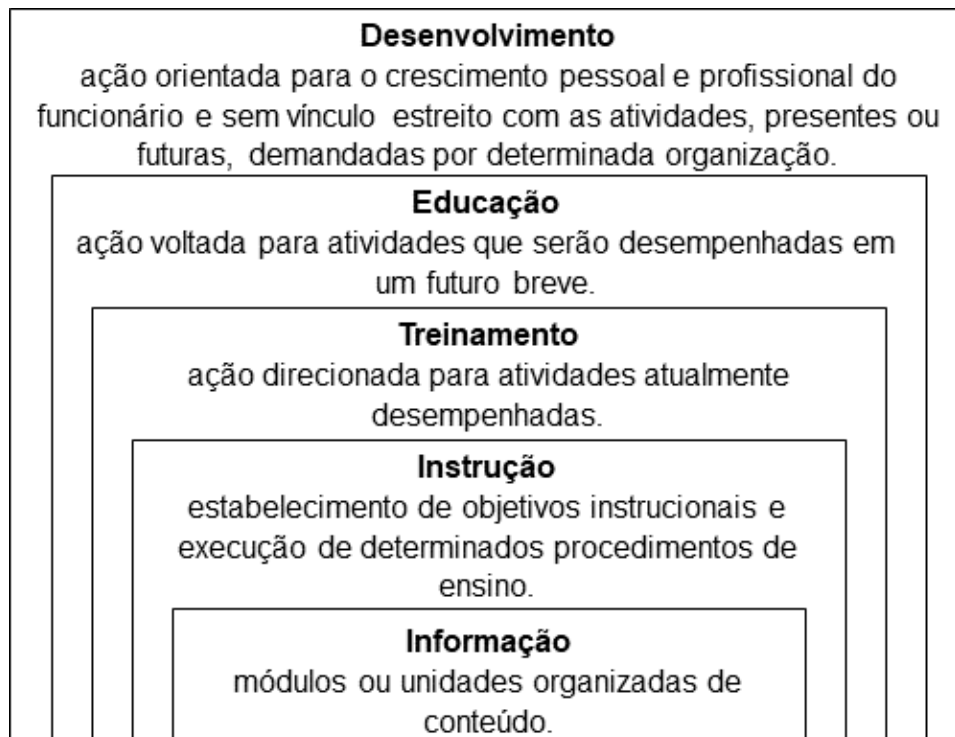 Desenvolvimento
ação orientada para o crescimento pessoal e profissional do
funcionário e sem vínculo estreito com as atividades, presentes ou
futuras, demandadas por determinada organização.
Educação
ação voltada para atividades que serão desempenhadas em
um futuro breve.
Treinamento
ação direcionada para atividades atualmente
desempenhadas.
Instrução
estabelecimento de objetivos instrucionais e
execução de determinados procedimentos de
ensino.
Informação
módulos ou unidades organizadas de
conteúdo.